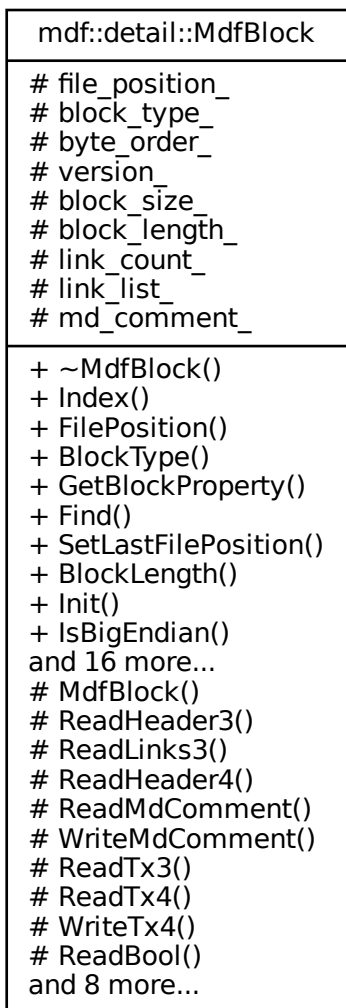 mdf::detail::MdfBlock
# file_position_
# block_type_
# byte_order_
# version_
# block_size_
# block_length_
# link_count_
# link_list_
# md_comment_
+ ~MdfBlock()
+ Index()
+ FilePosition()
+ BlockType()
+ GetBlockProperty()
+ Find()
+ SetLastFilePosition()
+ BlockLength()
+ Init()
+ IsBigEndian()
and 16 more...
# MdfBlock()
# ReadHeader3()
# ReadLinks3()
# ReadHeader4()
# ReadMdComment()
# WriteMdComment()
# ReadTx3()
# ReadTx4()
# WriteTx4()
# ReadBool()
and 8 more...